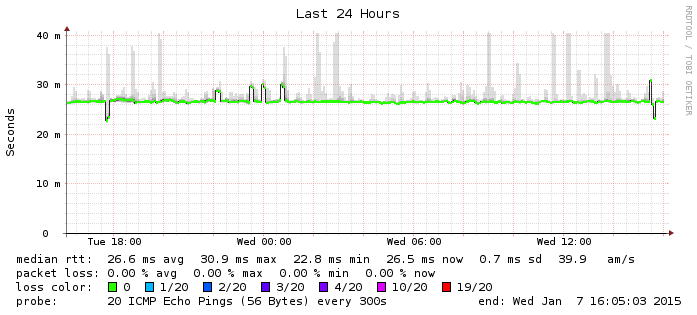 Last 24 Hours
RRDTOOL / TOBI OETIKER
Seconds
40 m
30 m
20 m
10 m
0
Tue 18:00 Wed 00:00 Wed 06:00 Wed 12:00
median rtt: 26.6 ms avg 30.9 ms max 22.8 ms min 26.5 ms now 0.7 ms sd 39.9 am/s
packet loss: 0.00 % avg 0.00 % max 0.00 % min 0.00 % now
loss color: 0 1/20 2/20 3/20 4/20 10/20 19/20
probe: 20 ICMP Echo Pings (56 Bytes) every 300s end: Wed Jan 7 16:05:03 2015